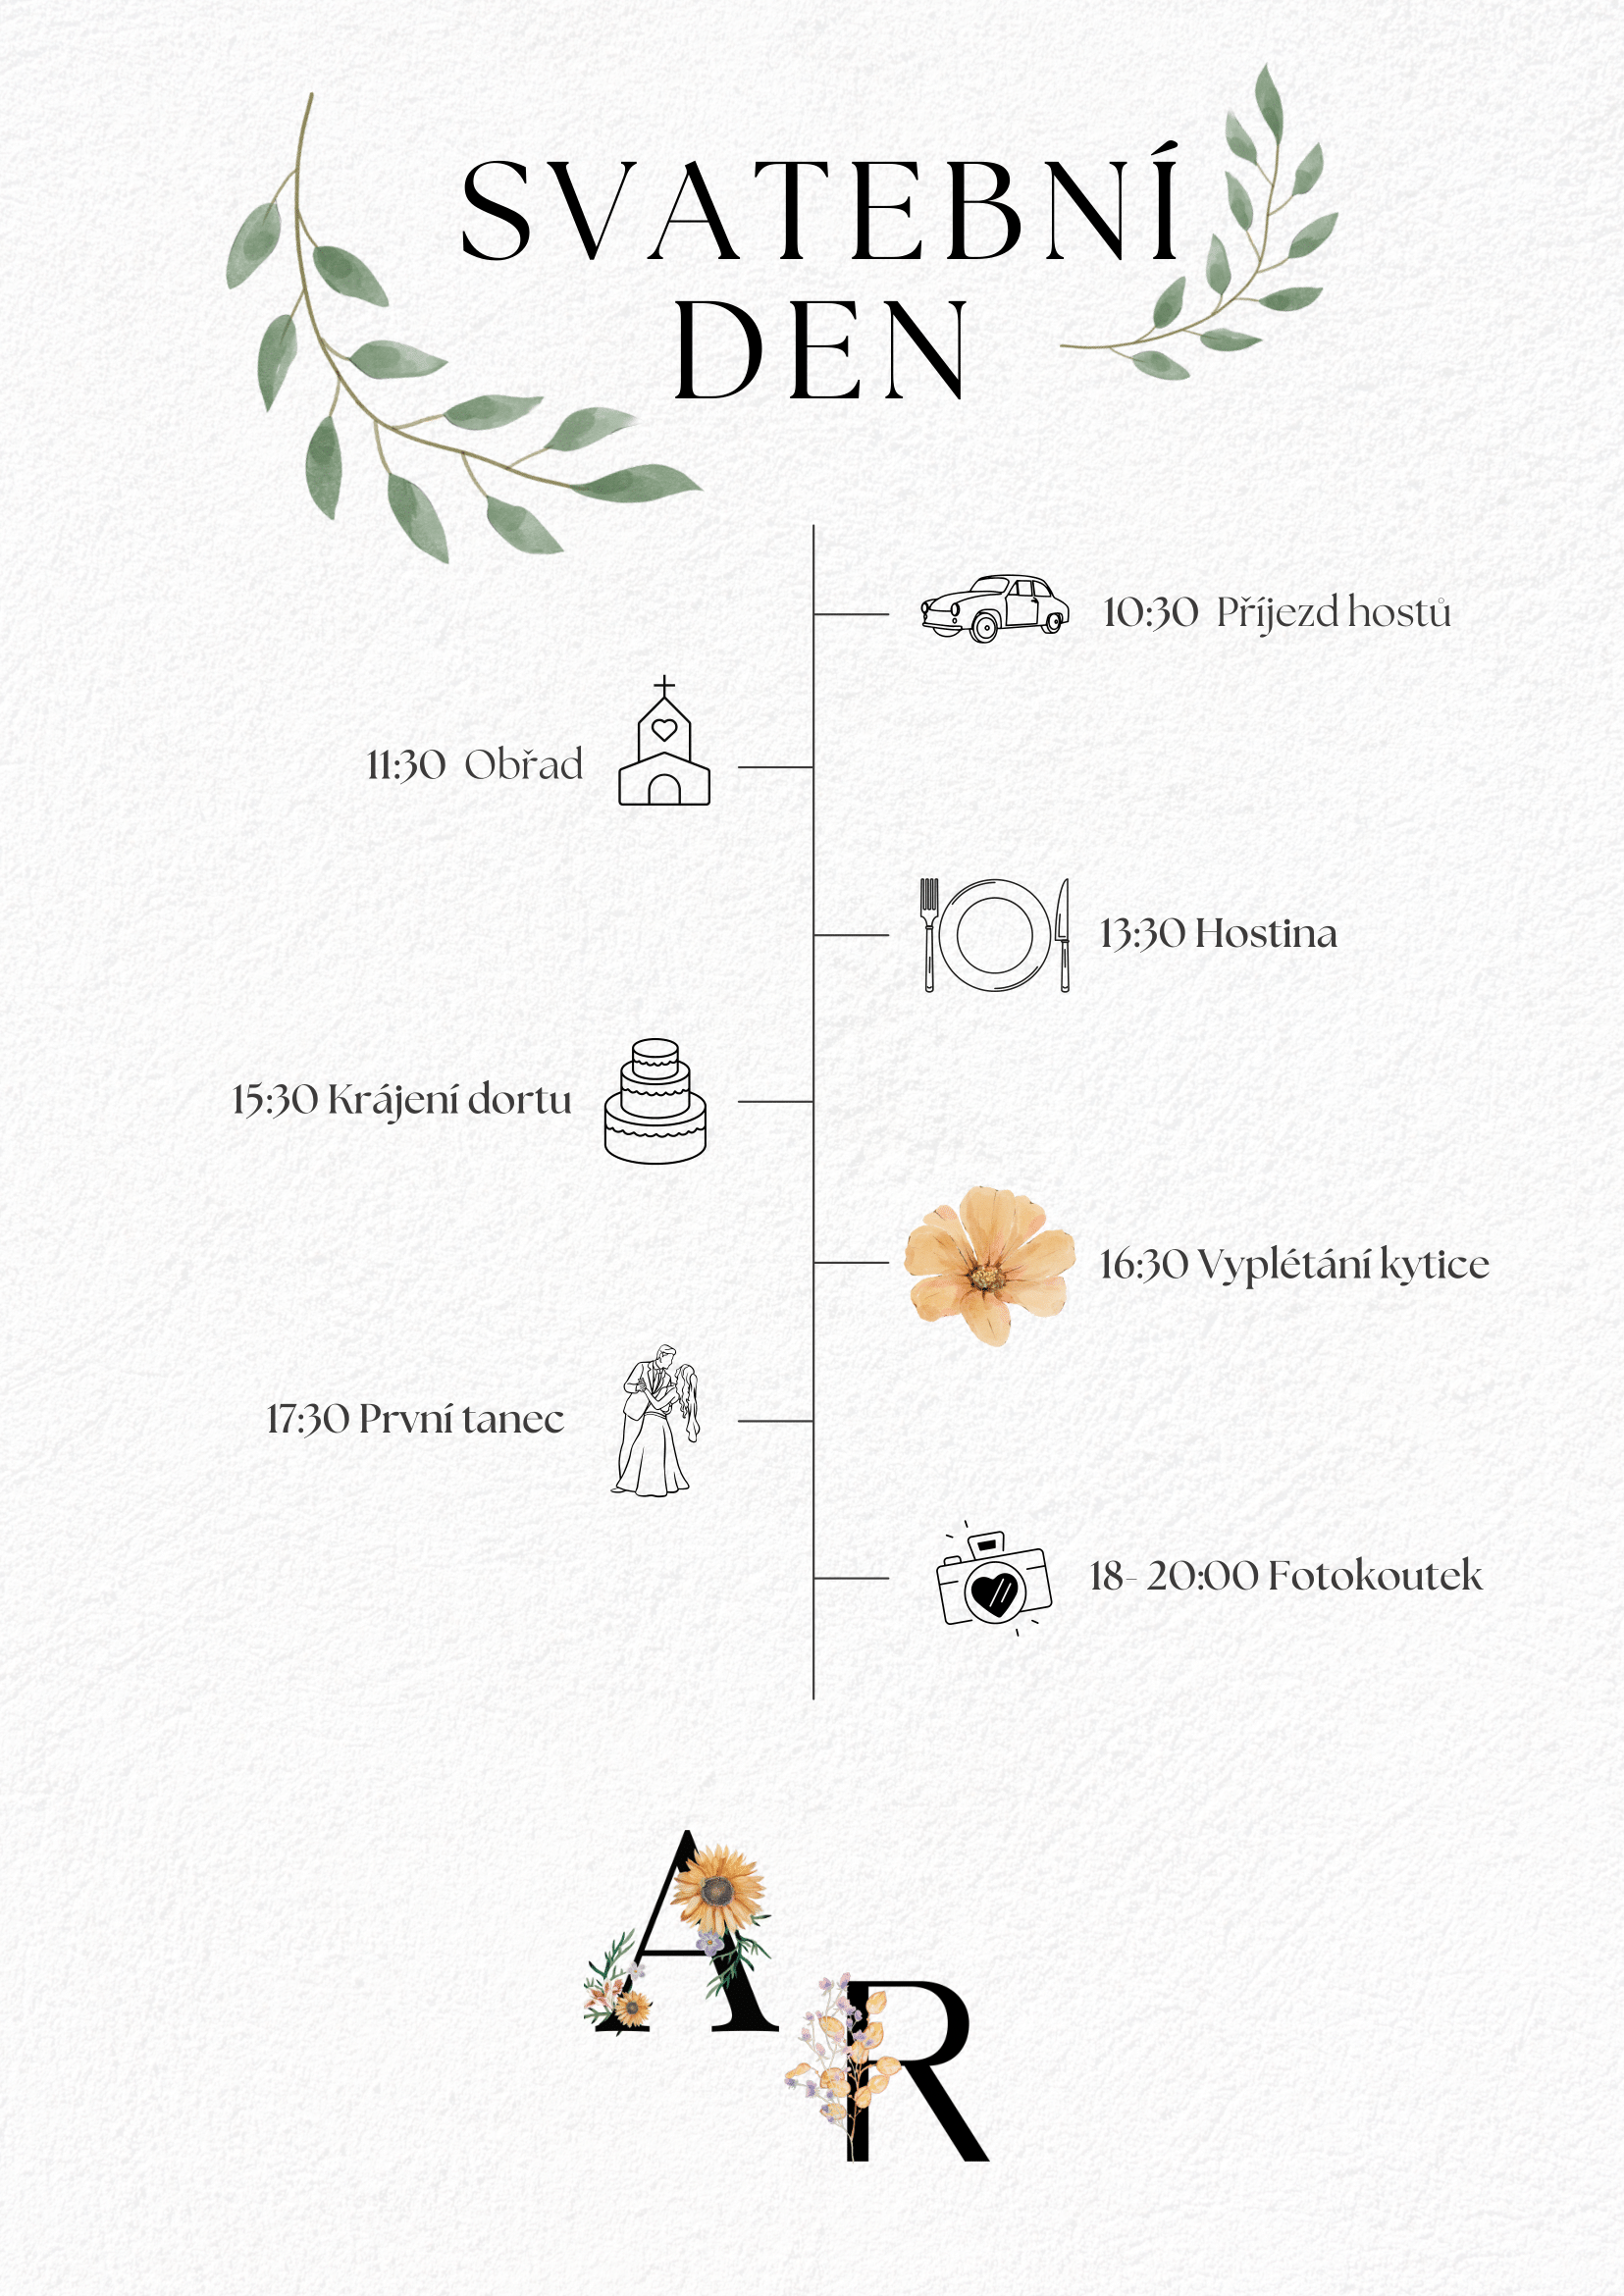 SVATEBNÍ
DEN
10:30 Příjezd hostů
11:30 Obřad
13:30 Hostina
15:30 Krájení dortu
16:30 Vyplétání kytice
17:30 První tanec
18- 20:00 Fotokoutek
A
R